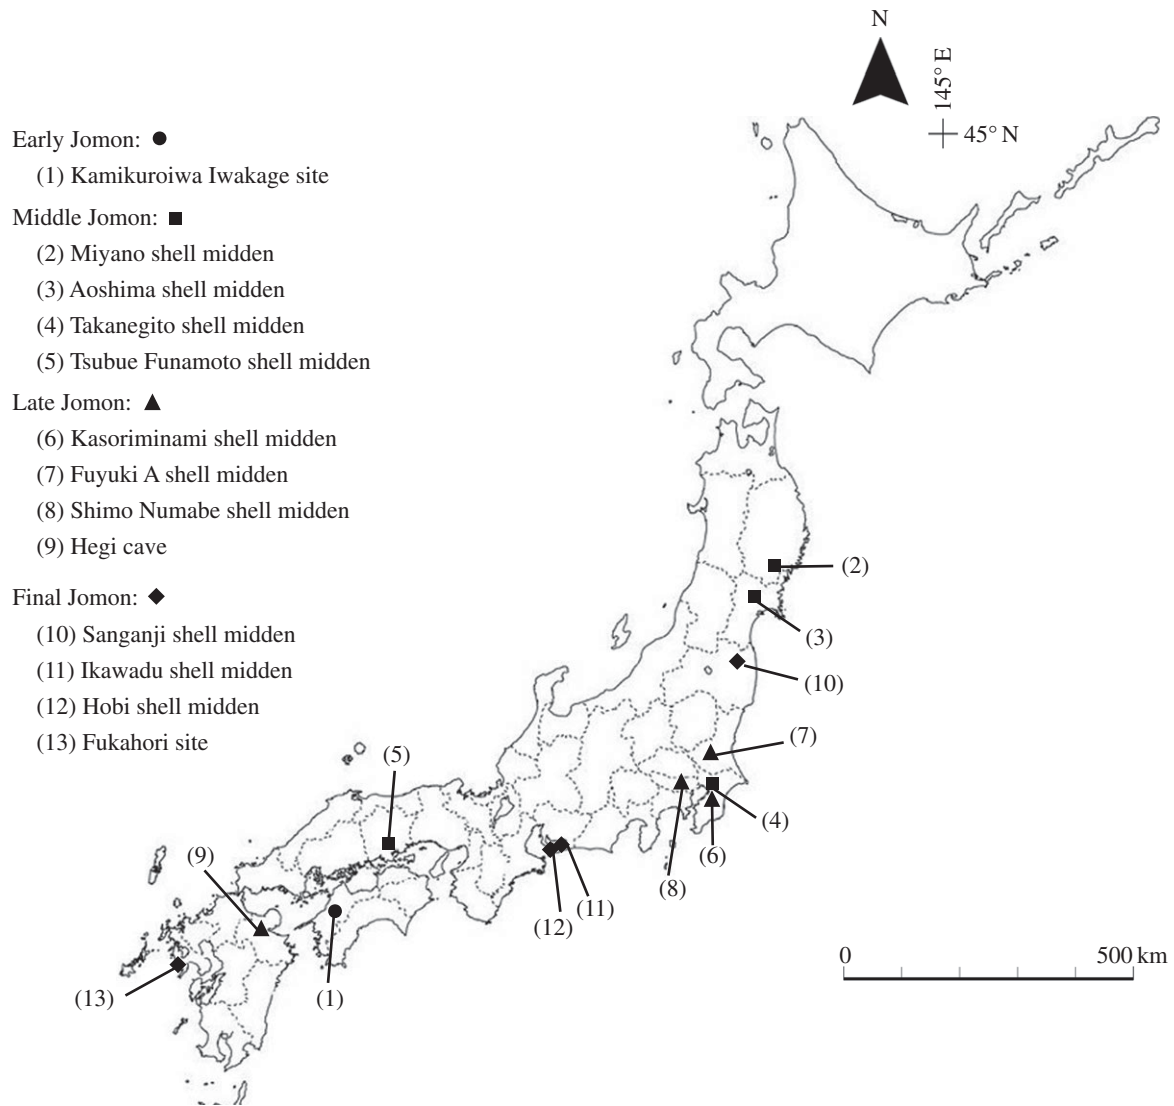 N
145° E
45° N
Early Jomon: ●
(1) Kamikuroiwa Iwakage site
Middle Jomon: ■
(2) Miyano shell midden
(3) Aoshima shell midden
(4) Takanegito shell midden
(5) Tsubue Funamoto shell midden
Late Jomon: ▲
(6) Kasoriminami shell midden
(7) Fuyuki A shell midden
(8) Shimo Numabe shell midden
(9) Hegi cave
Final Jomon: ◆
(10) Sanganji shell midden
(11) Ikawadu shell midden
(12) Hobi shell midden
(13) Fukahori site
(2)
(3)
(10)
(7)
(5)
(4)
(9)
(6)
(8)
(11)
(12)
(13)
(1)
0
500 km